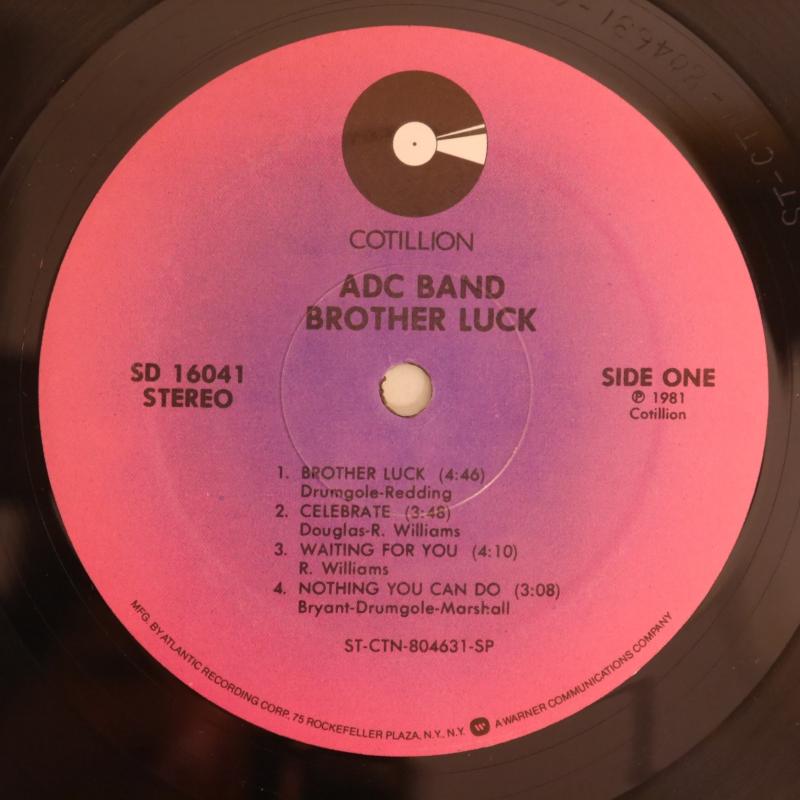 COTILLION
ADC BAND
BROTHER LUCK
SD 16041
STEREO
SIDE ONE
℗ 1981
Cotillion
1. BROTHER LUCK (4:46)
Drumgole-Redding
2. CELEBRATE (3:48)
Douglas-R. Williams
3. WAITING FOR YOU (4:10)
R. Williams
4. NOTHING YOU CAN DO (3:08)
Bryant-Drumgole-Marshall
ST-CTN-804631-SP
MFG. BY ATLANTIC RECORDING CORP., 75 ROCKEFELLER PLAZA, N.Y., N.Y. A WARNER COMMUNICATIONS COMPANY